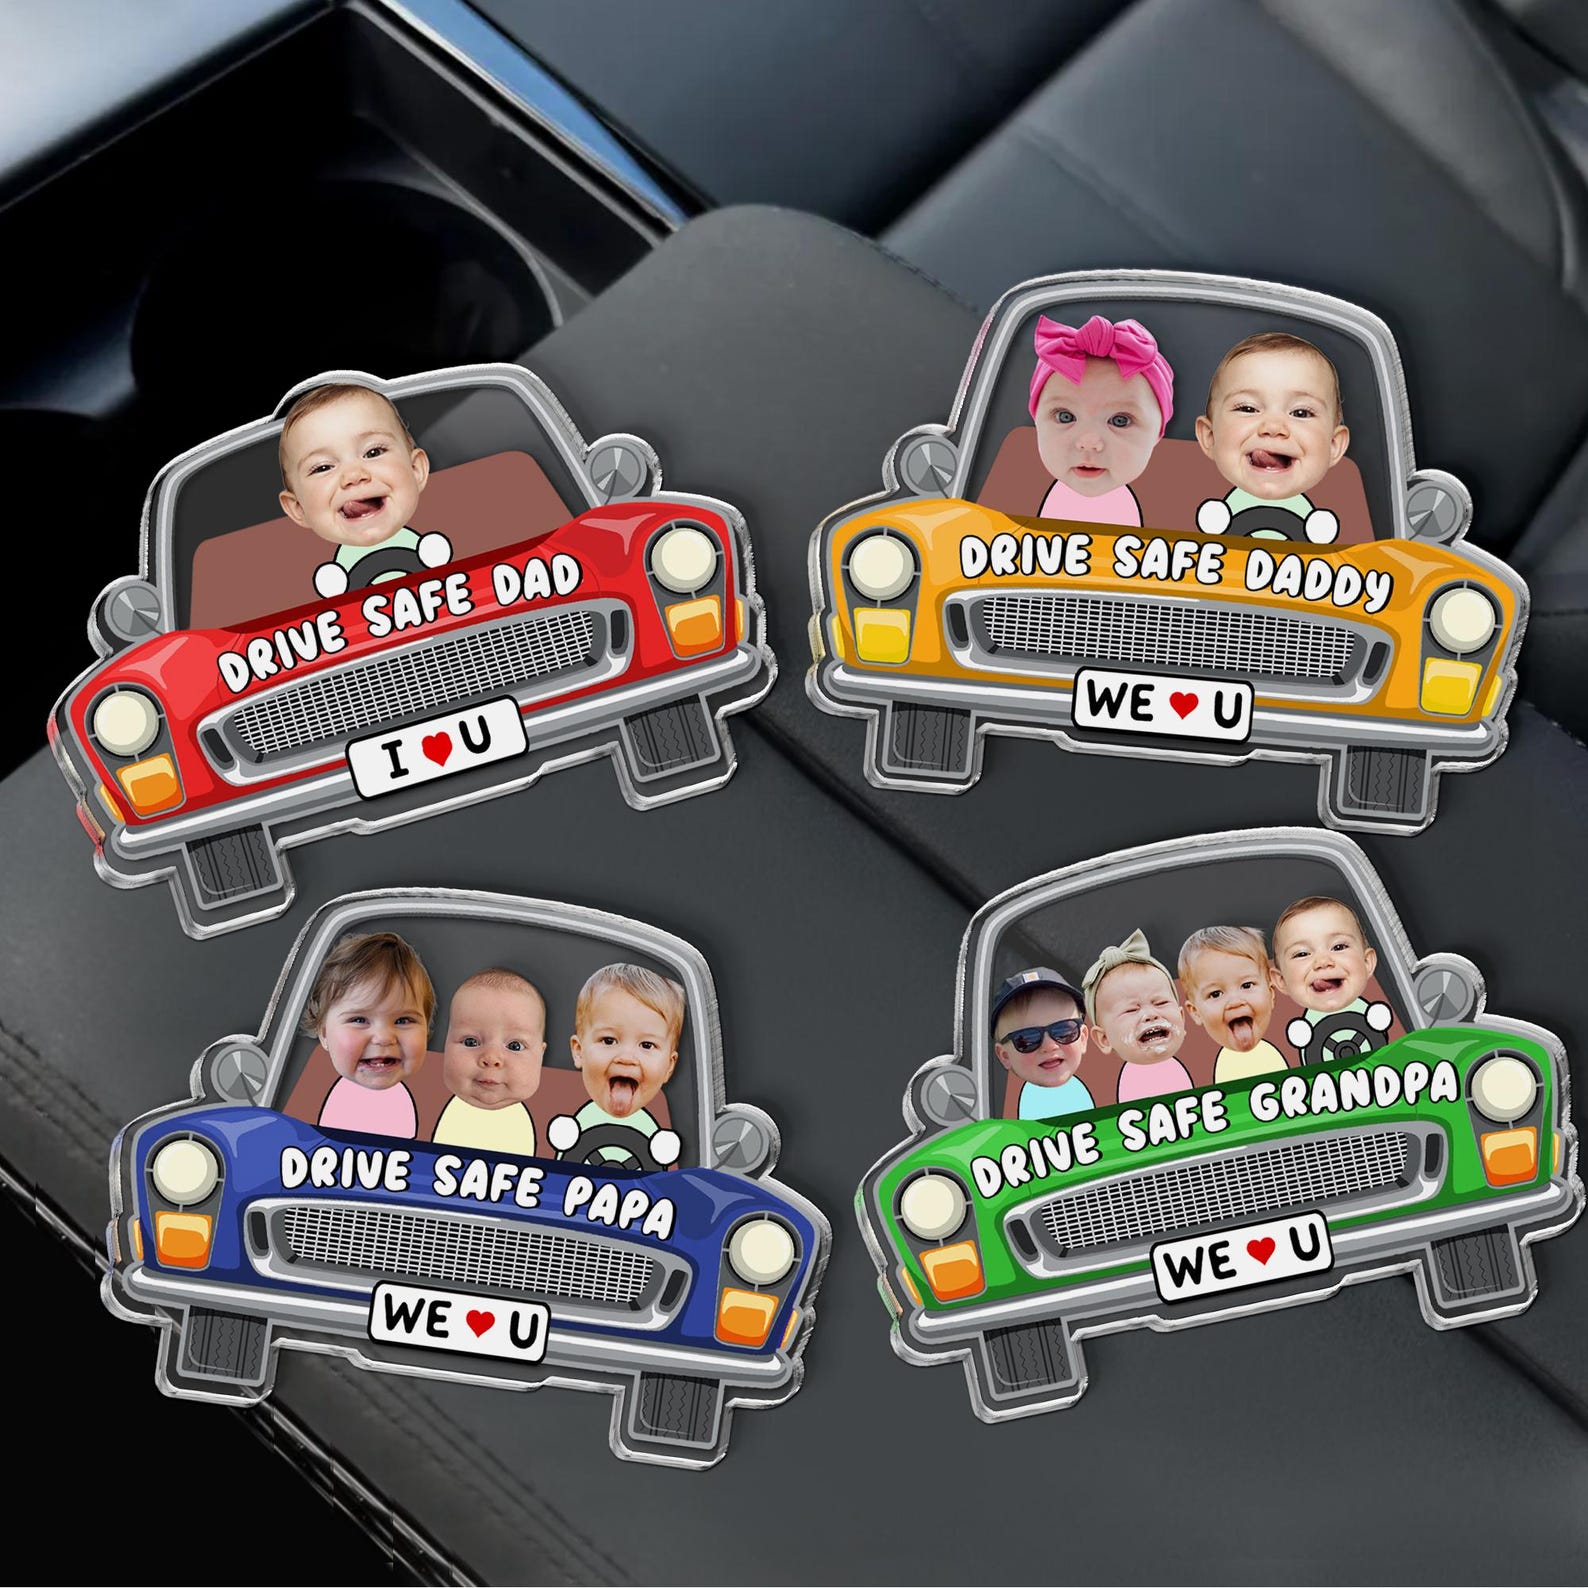 DRIVE SAFE DAD
I ❤ U
DRIVE SAFE DADDY
WE ❤ U
DRIVE SAFE PAPA
WE ❤ U
DRIVE SAFE GRANDPA
WE ❤ U